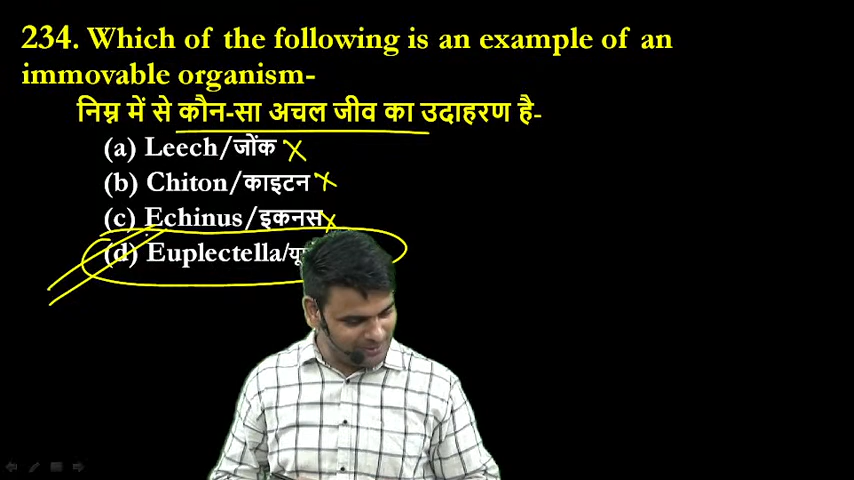 234. Which of the following is an example of an
immovable organism-
निम्न में से कौन-सा अचल जीव का उदाहरण है-
(a) Leech/जोंक
(b) Chiton/काइटन
(c) Echinus/इकनस
(d) Euplectella/